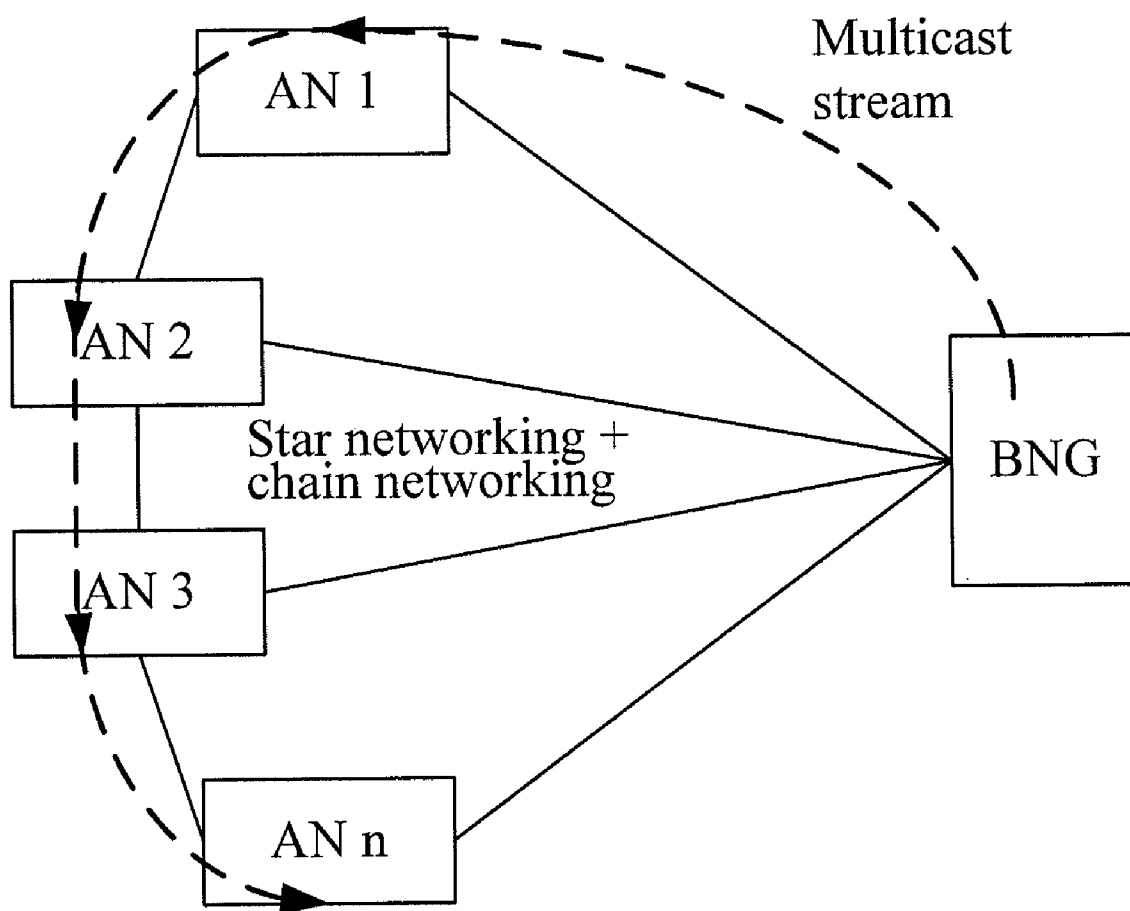 Multicast
stream
AN 1
AN 2
Star networking +
chain networking
BNG
AN 3
AN n